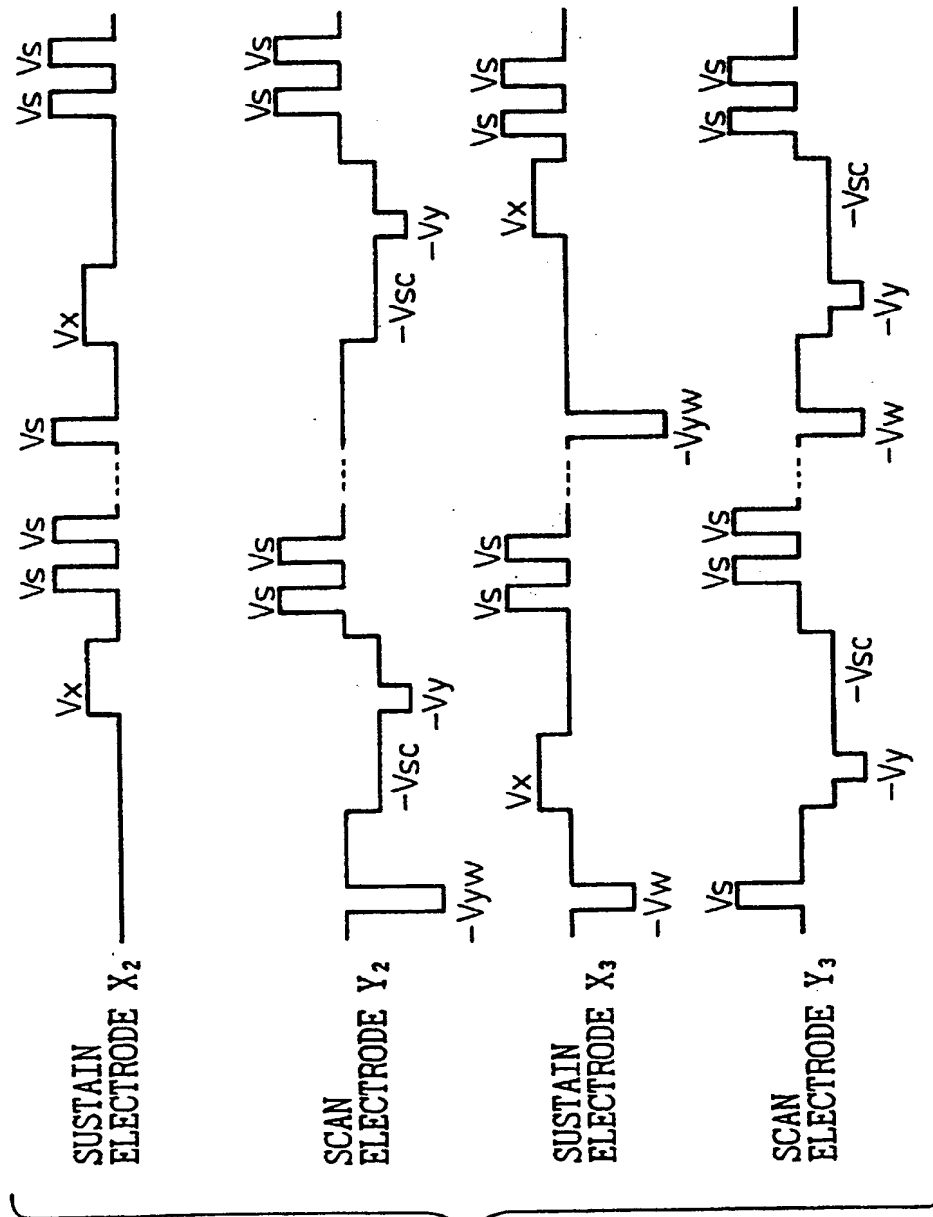 SUSTAIN
ELECTRODE X2
Vx
Vs
Vs
Vs
Vx
Vs
Vs
SCAN
ELECTRODE Y2
-Vyw
-Vsc
-Vy
Vs
Vs
-Vsc
-Vy
Vs
Vs
SUSTAIN
ELECTRODE X3
-Vw
Vx
Vs
Vs
-Vyw
Vx
Vs
Vs
SCAN
ELECTRODE Y3
Vs
-Vy
-Vsc
Vs
Vs
-Vw
-Vy
-Vsc
Vs
Vs